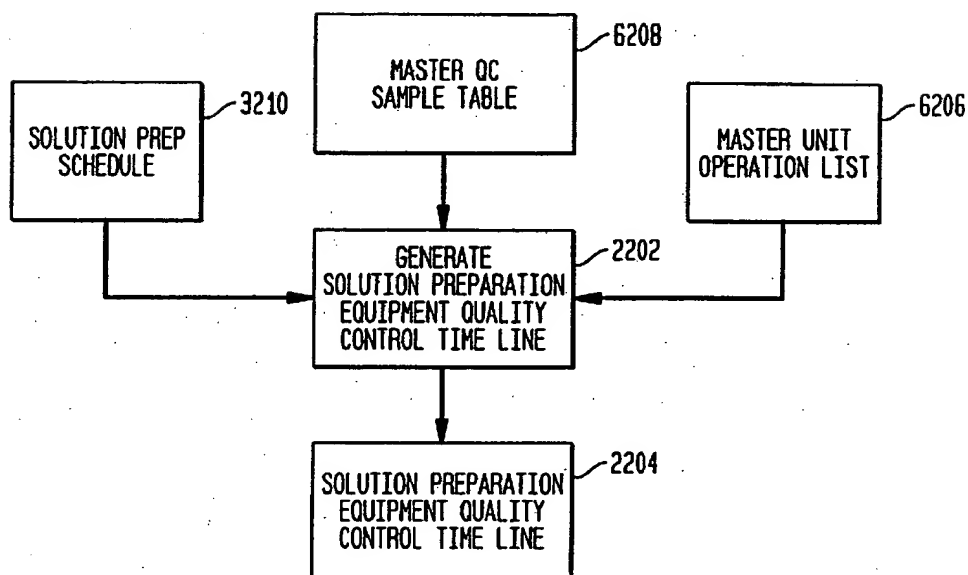 6208
MASTER QC
SAMPLE TABLE
3210
SOLUTION PREP
SCHEDULE
6206
MASTER UNIT
OPERATION LIST
2202
GENERATE
SOLUTION PREPARATION
EQUIPMENT QUALITY
CONTROL TIME LINE
2204
SOLUTION PREPARATION
EQUIPMENT QUALITY
CONTROL TIME LINE